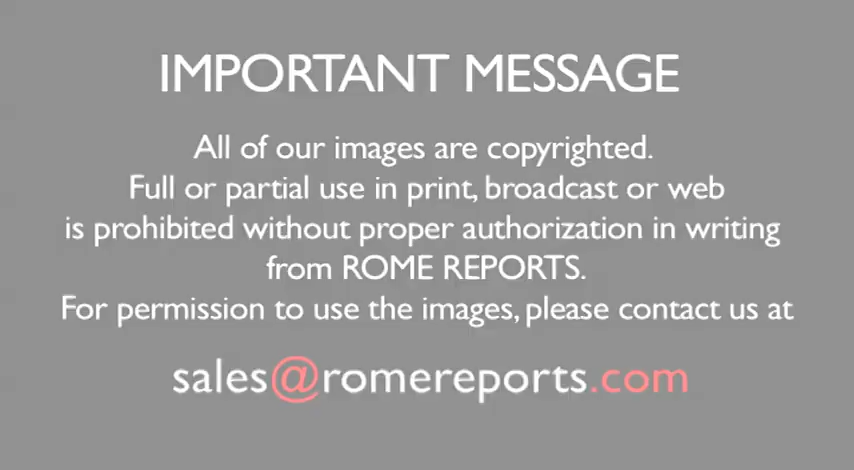 IMPORTANT MESSAGE
All of our images are copyrighted.
Full or partial use in print, broadcast or web
is prohibited without proper authorization in writing
from ROME REPORTS.
For permission to use the images, please contact us at
sales@romereports.com